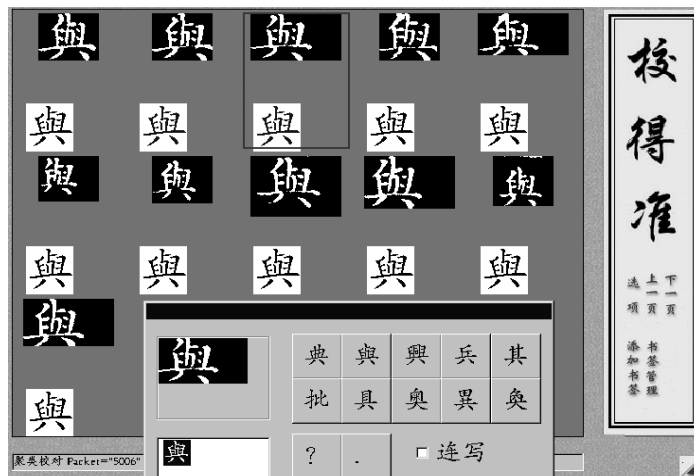 與 與 與 與 與
與 與 與 與 與
與 與 與 與 與
與 與 與 與 與
與
與
與
與
典 與 興 兵 其
批 具 奧 異 奐
? . 连写
聚类校对 Packet="5006"
校得准
选项
上一页
下一页
添加书签
书签管理